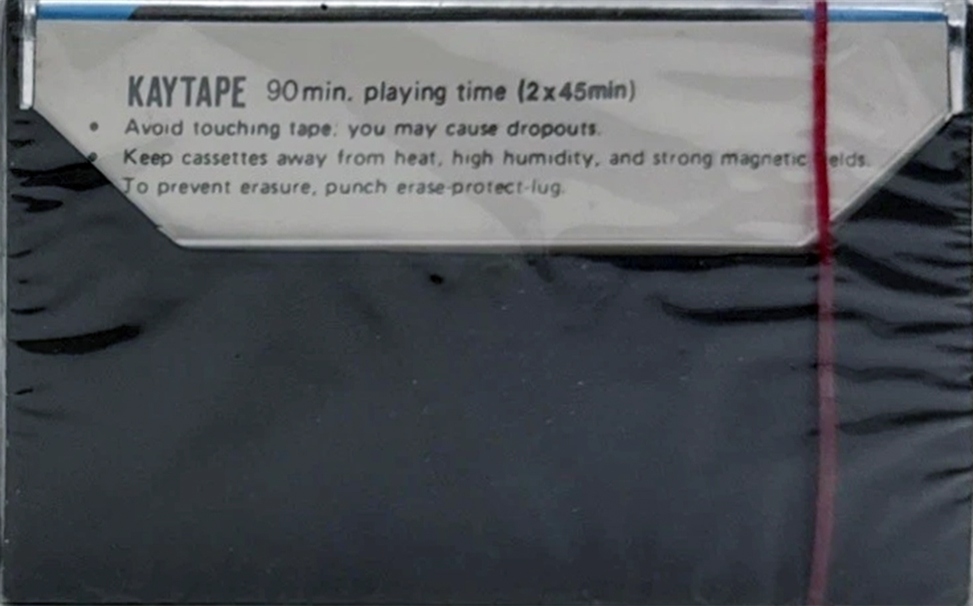 KAYTAPE 90min. playing time (2x45min)
• Avoid touching tape; you may cause dropouts.
• Keep cassettes away from heat, high humidity, and strong magnetic elds.
To prevent erasure, punch erase-protect-lug.